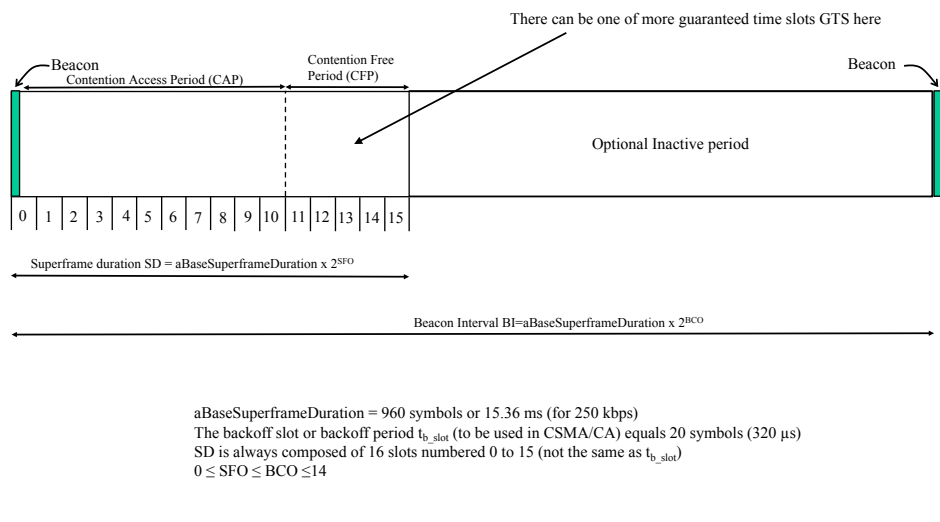 There can be one of more guaranteed time slots GTS here
Beacon
Contention Access Period (CAP)
Contention Free
Period (CFP)
Beacon
Optional Inactive period
0 1 2 3 4 5 6 7 8 9 10 11 12 13 14 15
Superframe duration SD = aBaseSuperframeDuration x 2^SFO
Beacon Interval BI=aBaseSuperframeDuration x 2^BCO
aBaseSuperframeDuration = 960 symbols or 15.36 ms (for 250 kbps)
The backoff slot or backoff period t_b_slot (to be used in CSMA/CA) equals 20 symbols (320 µs)
SD is always composed of 16 slots numbered 0 to 15 (not the same as t_b_slot)
0 ≤ SFO ≤ BCO ≤14